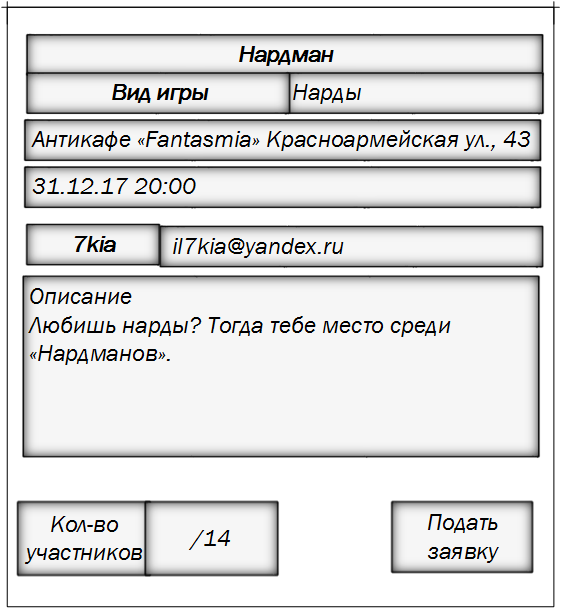 Нардман
Вид игры Нарды
Антикафе «Fantasmia» Красноармейская ул., 43
31.12.17 20:00
7kia il7kia@yandex.ru
Описание
Любишь нарды? Тогда тебе место среди
«Нардманов».
Кол-во
участников
/14
Подать
заявку